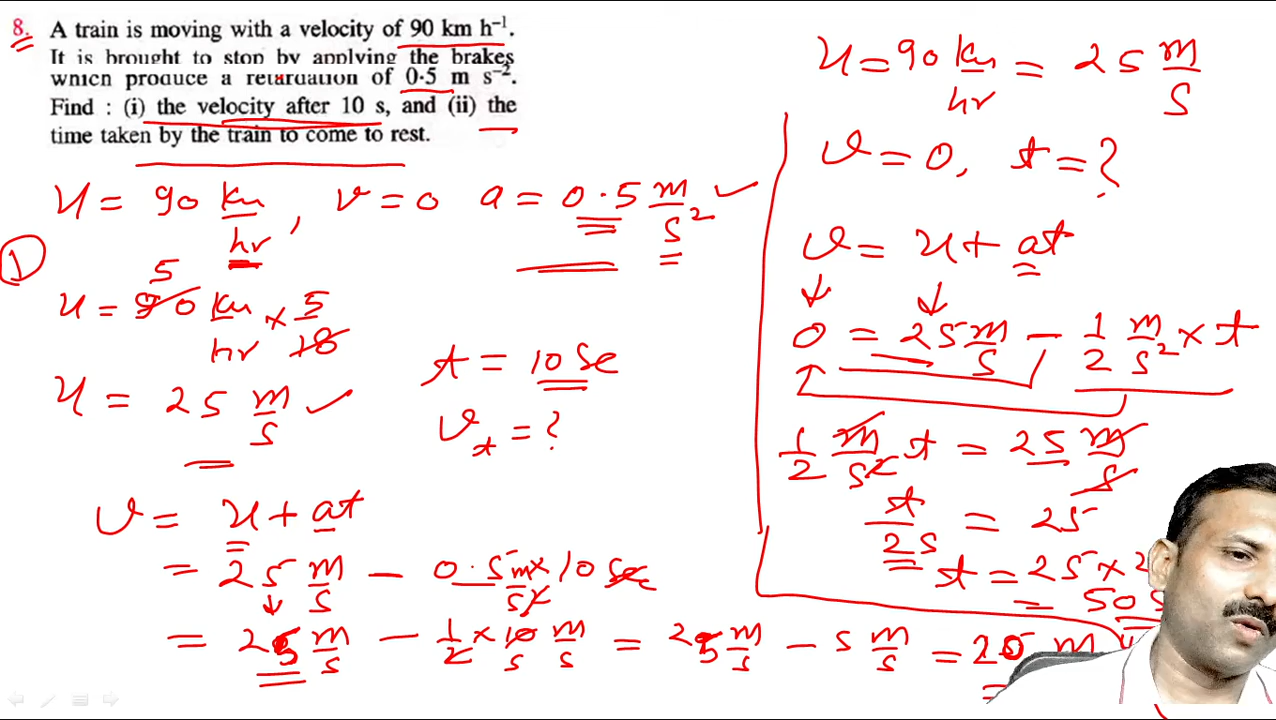 8. A train is moving with a velocity of 90 km h⁻¹.
It is brought to stop by applying the brakes
which produce a retardation of 0·5 m s⁻².
Find : (i) the velocity after 10 s, and (ii) the
time taken by the train to come to rest.
u = 90 km/hr, v = 0 a = 0.5 m/s² ✓
1
5
u = 90 km/hr × 5/18
u = 25 m/s ✓
t = 10 sec
v_t = ?
v = u + at
= 25 m/s − 0.5 m/s² × 10 sec
= 25 m/s − 1/2 × 10 m/s = 25 m/s − 5 m/s = 20 m
u = 90 km/hr = 25 m/s
v = 0, t = ?
v = u + at
0 = 25 m/s − 1/2 m/s² × t
1/2 m/s² t = 25 m/s
t/2s = 25
t = 25 × 2
= 50 s